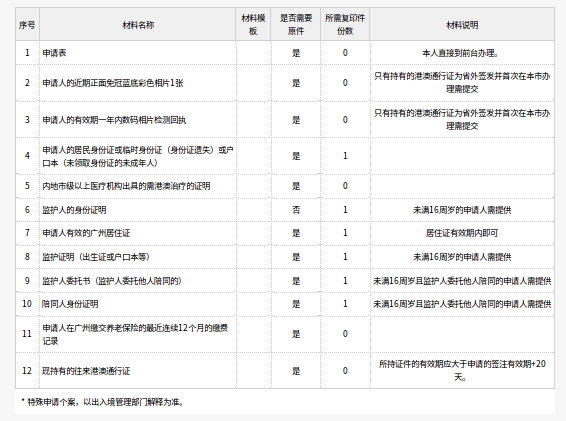 序号 材料名称 材料模板 是否需要原件 所需复印件份数 材料说明
1 申请表 是 0 本人直接到前台办理。
2 申请人的近期正面免冠蓝底彩色相片1张 是 0 只有持有的港澳通行证为省外签发并首次在本市办理需提交
3 申请人的有效期一年内数码相片检测回执 是 0 只有持有的港澳通行证为省外签发并首次在本市办理需提交
4 申请人的居民身份证或临时身份证（身份证遗失）或户口本（未领取身份证的未成年人） 是 1
5 内地市级以上医疗机构出具的需港澳治疗的证明 是 0
6 监护人的身份证明 否 1 未满16周岁的申请人需提供
7 申请人有效的广州居住证 是 1 居住证有效期内即可
8 监护证明（出生证或户口本等） 是 1 未满16周岁的申请人需提供
9 监护人委托书（监护人委托他人陪同的） 是 1 未满16周岁且监护人委托他人陪同的申请人需提供
10 陪同人身份证明 是 1 未满16周岁且监护人委托他人陪同的申请人需提供
11 申请人在广州缴交养老保险的最近连续12个月的缴费记录 是 0
12 现持有的往来港澳通行证 是 0 所持证件的有效期应大于申请的签注有效期+20天。
* 特殊申请个案，以出入境管理部门解释为准。